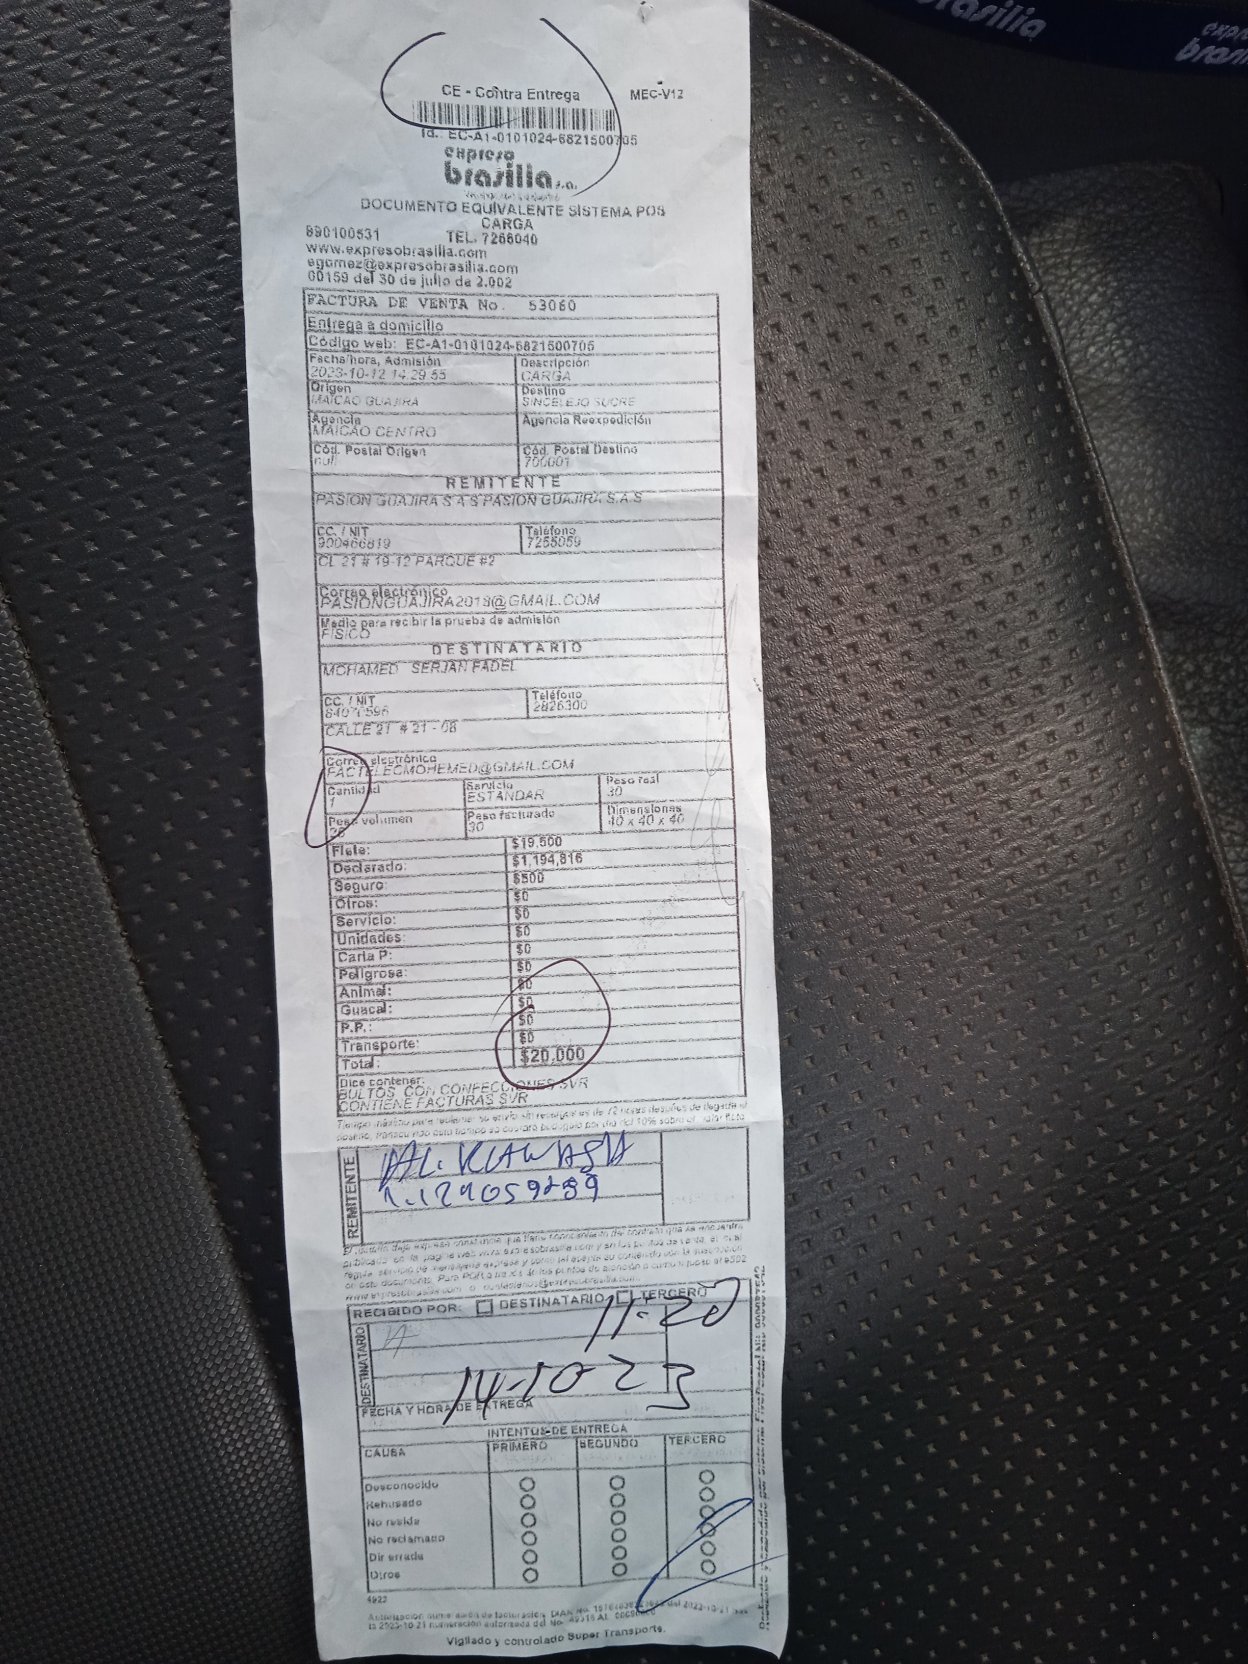 brasilia
expre
brasil
CE - Contra Entrega MEC-V12
Id.: EC-A1-0101024-6821500705
expreso
brasilia s.a.
DOCUMENTO EQUIVALENTE SISTEMA POS
CARGA
890100531 TEL. 7266040
www.expresobrasilia.com
egomez@expresobrasilia.com
00159 del 30 de julio de 2.002
FACTURA DE VENTA No. 53060
Entrega a domicilio
Código web: EC-A1-0101024-6821500705
Fecha/hora, Admisión Descripción
2023-10-12 14:29:55 CARGA
Origen Destino
MAICAO GUAJIRA SINCELEJO SUCRE
Agencia Agencia Reexpedición
MAICAO CENTRO
Cód. Postal Origen Cód. Postal Destino
null 700001
REMITENTE
PASION GUAJIRA S A S PASION GUAJIRA S.A.S
CC. / NIT Teléfono
900466819 7265059
CL 21 # 19-12 PARQUE #2
Correo electrónico
PASIONGUAJIRA2018@GMAIL.COM
Medio para recibir la prueba de admisión
FISICO
DESTINATARIO
MOHAMED SERJAN FADEL
CC. / NIT Teléfono
84071596 2826300
CALLE 21 # 21 - 08
Correo electrónico
FACTELECMOHEMED@GMAIL.COM
Cantidad Servicio Peso real
1 ESTANDAR 30
Peso volumen Peso facturado Dimensiones
26 30 40 x 40 x 40
Flete: $19,500
Declarado: $1,194,816
Seguro: $500
Otros: $0
Servicio: $0
Unidades: $0
Carta P: $0
Peligrosa: $0
Animal: $0
Guacal: $0
P.P.: $0
Transporte: $0
Total: $20,000
Dice contener:
BULTOS CON CONFECCIONES SVR
CONTIENE FACTURAS SVR
REMITENTE
1.124059289
RECIBIDO POR: DESTINATARIO TERCERO
11:20
DESTINATARIO
14-10-23
FECHA Y HORA DE ENTREGA
INTENTOS DE ENTREGA
CAUSA PRIMERO SEGUNDO TERCERO
Desconocido
Rehusado
No reside
No reclamado
Dir errada
Otros
4922
Vigilado y controlado Super Transporte.